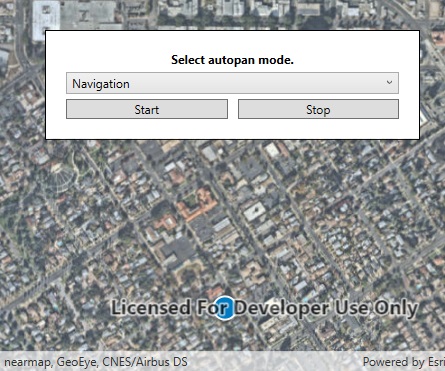 Select autopan mode.
Navigation
Start Stop
Licensed For Developer Use Only
nearmap, GeoEye, CNES/Airbus DS Powered by Esri